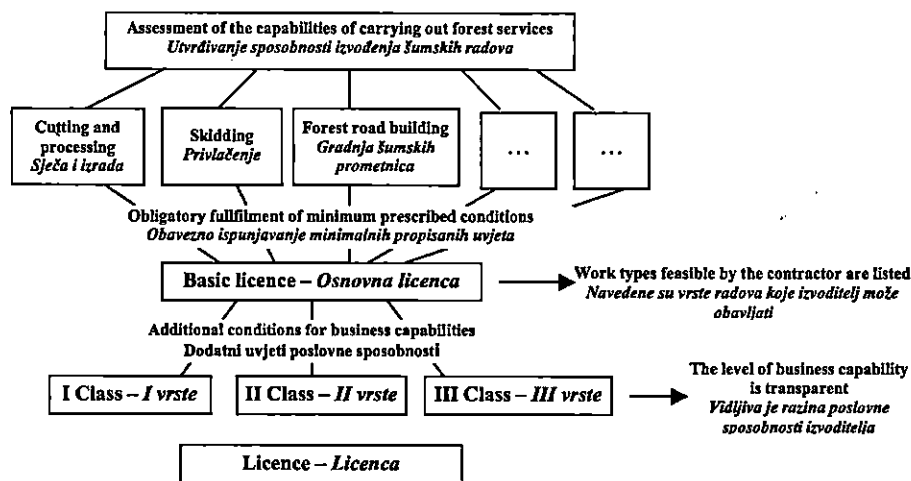 Assessment of the capabilities of carrying out forest services
Utvrđivanje sposobnosti izvođenja šumskih radova
Cutting and
processing
Sječa i izrada
Skidding
Privlačenje
Forest road building
Gradnja šumskih
prometnica
...
...
Obligatory fullfilment of minimum prescribed conditions
Obavezno ispunjavanje minimalnih propisanih uvjeta
Basic licence – Osnovna licenca
Work types feasible by the contractor are listed
Navedene su vrste radova koje izvoditelj može
obavljati
Additional conditions for business capabilities
Dodatni uvjeti poslovne sposobnosti
I Class – I vrste
II Class – II vrste
III Class – III vrste
The level of business capability
is transparent
Vidljiva je razina poslovne
sposobnosti izvoditelja
Licence – Licenca